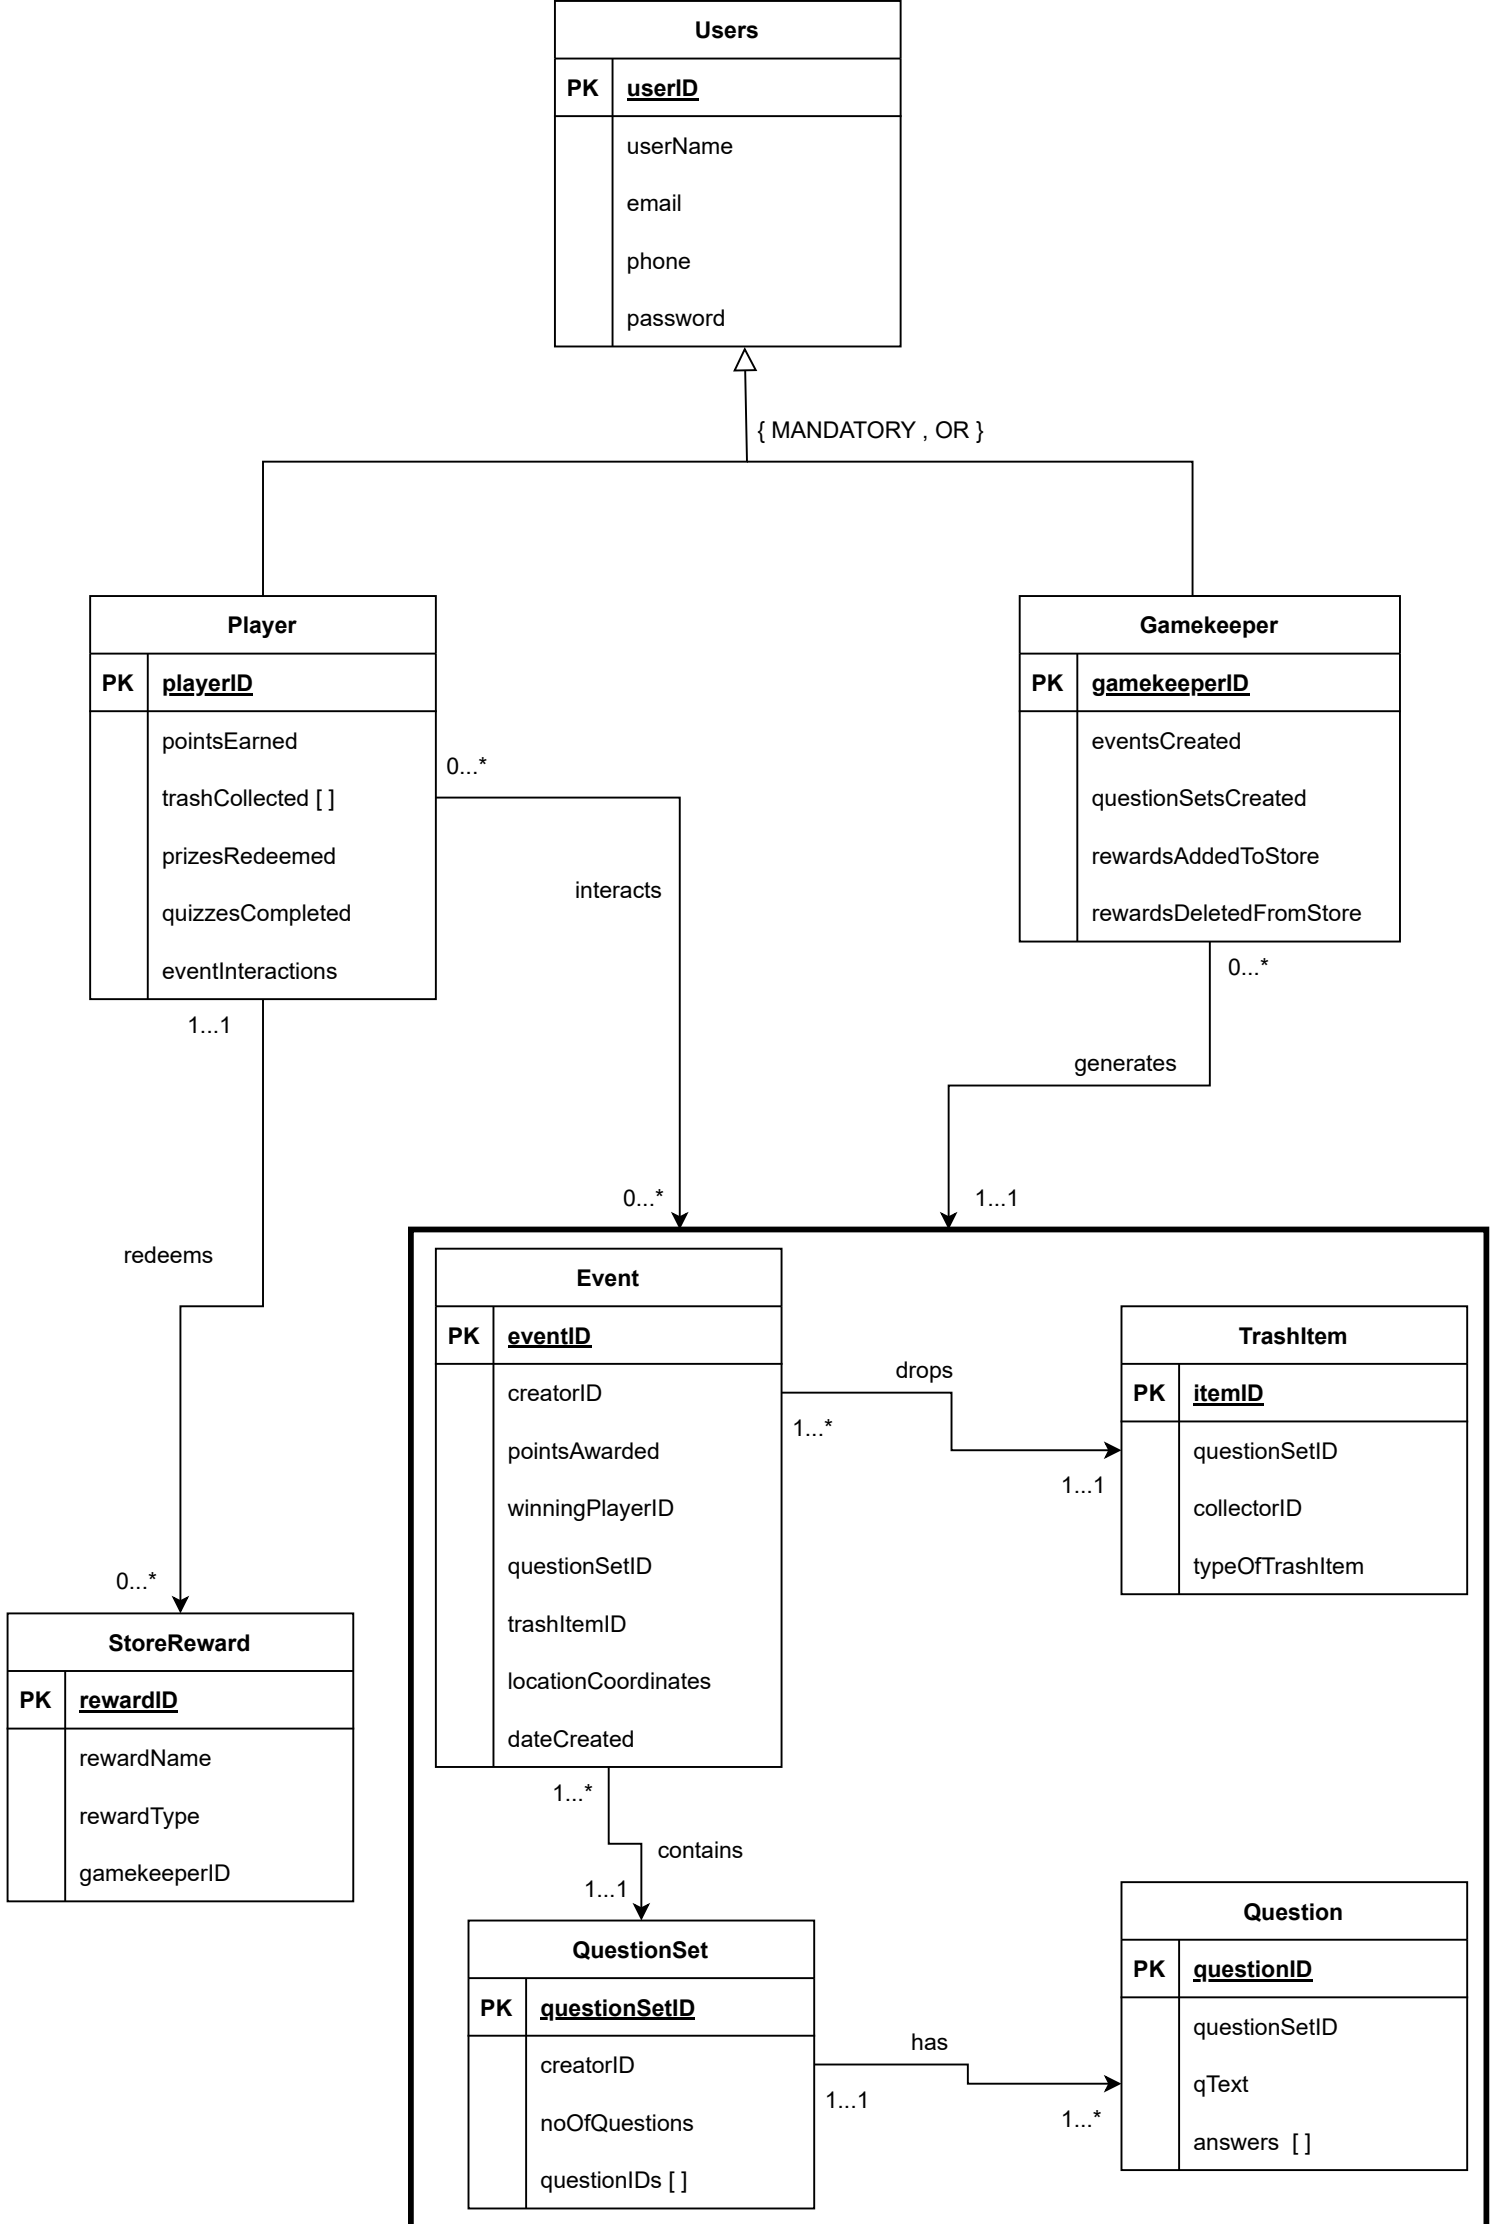 Users
PK userID
userName
email
phone
password
{ MANDATORY , OR }
Player
PK playerID
pointsEarned
trashCollected [ ]
prizesRedeemed
quizzesCompleted
eventInteractions
Gamekeeper
PK gamekeeperID
eventsCreated
questionSetsCreated
rewardsAddedToStore
rewardsDeletedFromStore
0...*
interacts
0...*
0...*
generates
1...1
1...1
redeems
0...*
StoreReward
PK rewardID
rewardName
rewardType
gamekeeperID
Event
PK eventID
creatorID
pointsAwarded
winningPlayerID
questionSetID
trashItemID
locationCoordinates
dateCreated
drops
1...*
1...1
TrashItem
PK itemID
questionSetID
collectorID
typeOfTrashItem
1...*
contains
1...1
QuestionSet
PK questionSetID
creatorID
noOfQuestions
questionIDs [ ]
has
1...1
1...*
Question
PK questionID
questionSetID
qText
answers  [ ]